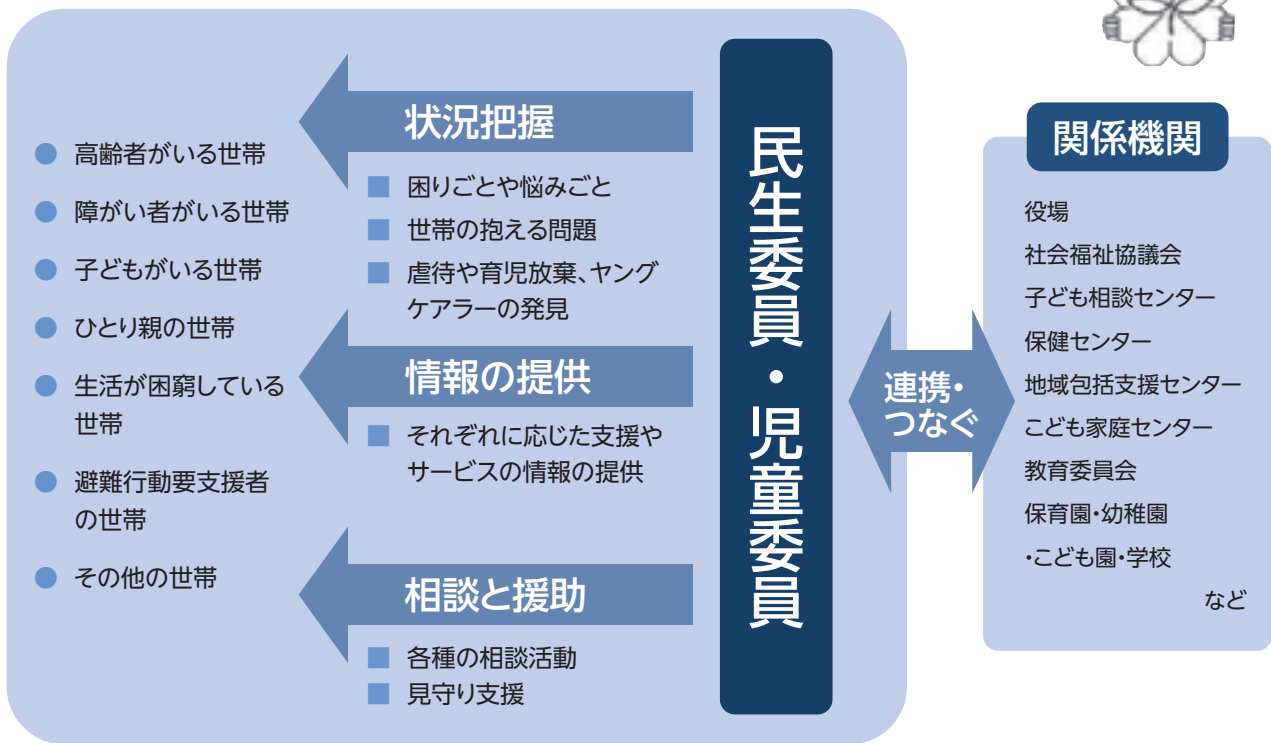 高齢者がいる世帯
障がい者がいる世帯
子どもがいる世帯
ひとり親の世帯
生活が困窮している
世帯
避難行動要支援者
の世帯
その他の世帯
状況把握
困りごとや悩みごと
世帯の抱える問題
虐待や育児放棄、ヤング
ケアラーの発見
情報の提供
それぞれに応じた支援や
サービスの情報の提供
相談と援助
各種の相談活動
見守り支援
民生委員・児童委員
連携・
つなぐ
関係機関
役場
社会福祉協議会
子ども相談センター
保健センター
地域包括支援センター
こども家庭センター
教育委員会
保育園・幼稚園
・こども園・学校
など